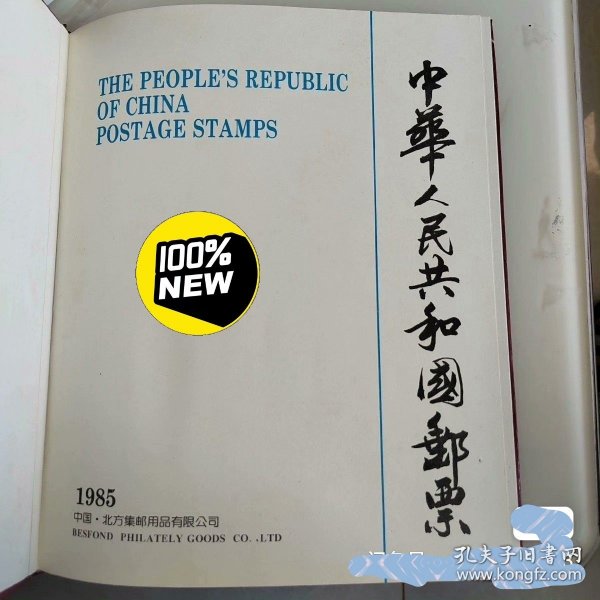 THE PEOPLE'S REPUBLIC
OF CHINA
POSTAGE STAMPS
中華人民共和國郵票
100%
NEW
1985
中国·北方集邮用品有限公司
BESFOND PHILATELY GOODS CO. .LTD
孔夫子旧書网
www.kongfz.com